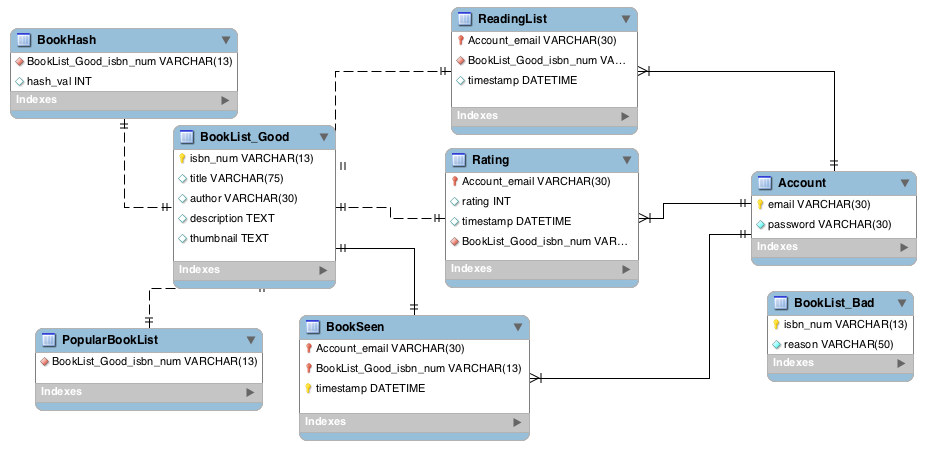 BookHash
BookList_Good_isbn_num VARCHAR(13)
hash_val INT
Indexes
BookList_Good
isbn_num VARCHAR(13)
title VARCHAR(75)
author VARCHAR(30)
description TEXT
thumbnail TEXT
Indexes
PopularBookList
BookList_Good_isbn_num VARCHAR(13)
Indexes
ReadingList
Account_email VARCHAR(30)
BookList_Good_isbn_num VA...
timestamp DATETIME
Indexes
Rating
Account_email VARCHAR(30)
rating INT
timestamp DATETIME
BookList_Good_isbn_num VAR...
Indexes
BookSeen
Account_email VARCHAR(30)
BookList_Good_isbn_num VARCHAR(13)
timestamp DATETIME
Indexes
Account
email VARCHAR(30)
password VARCHAR(30)
Indexes
BookList_Bad
isbn_num VARCHAR(13)
reason VARCHAR(50)
Indexes